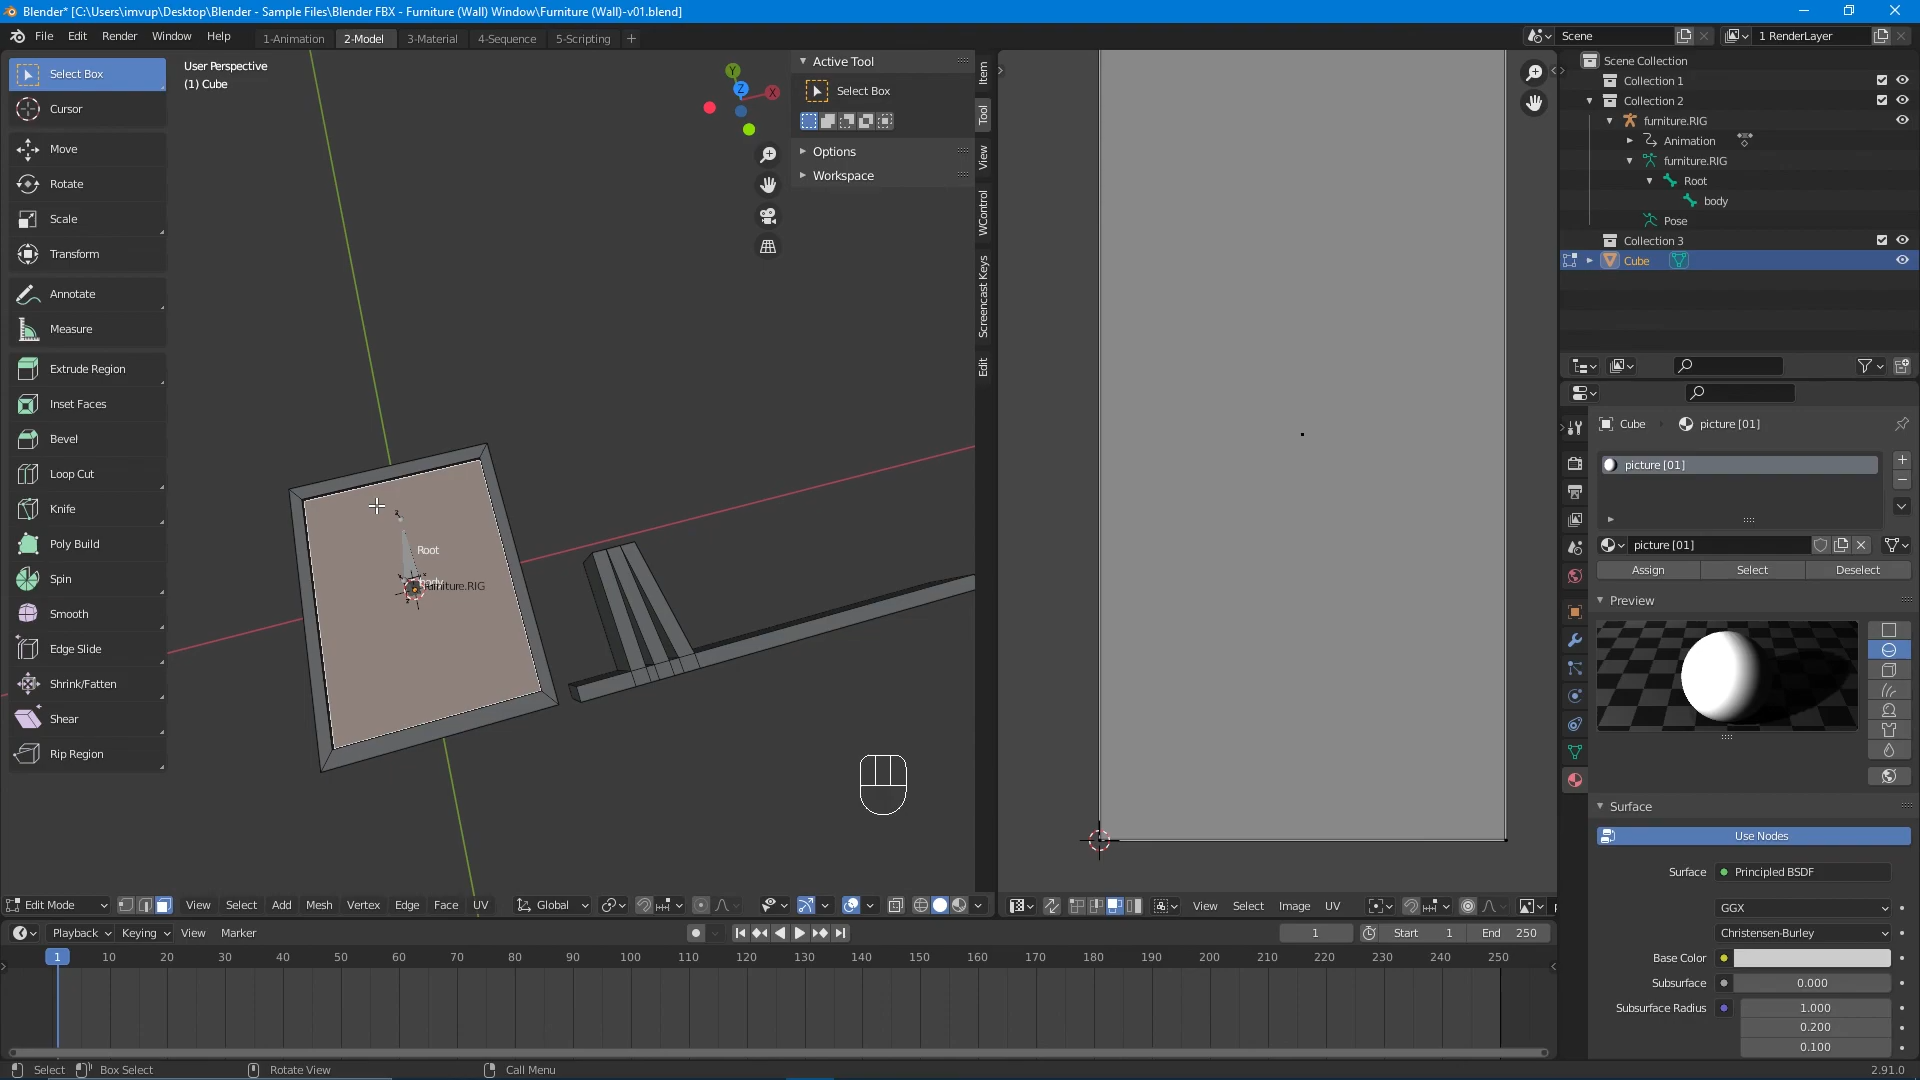 Blender* [C:\Users\imvup\Desktop\Blender - Sample Files\Blender FBX - Furniture (Wall) Window\Furniture (Wall)-v01.blend]
File Edit Render Window Help 1-Animation 2-Model 3-Material 4-Sequence 5-Scripting + Scene 1 RenderLayer
Select Box
Cursor
Move
Rotate
Scale
Transform
Annotate
Measure
Extrude Region
Inset Faces
Bevel
Loop Cut
Knife
Poly Build
Spin
Smooth
Edge Slide
Shrink/Fatten
Shear
Rip Region
User Perspective
(1) Cube
Y
Z
X
Root
body
furniture.RIG
Active Tool
Select Box
Options
Workspace
Item
Tool
View
WControl
Screencast Keys
Edit
Scene Collection
Collection 1
Collection 2
furniture.RIG
Animation
furniture.RIG
Root
body
Pose
Collection 3
Cube
Cube picture [01]
picture [01]
picture [01]
Assign Select Deselect
Preview
Surface
Use Nodes
Surface Principled BSDF
GGX
Christensen-Burley
Base Color
Subsurface 0.000
Subsurface Radius 1.000
0.200
0.100
Edit Mode View Select Add Mesh Vertex Edge Face UV Global
View Select Image UV
Playback Keying View Marker 1 Start 1 End 250
1 10 20 30 40 50 60 70 80 90 100 110 120 130 140 150 160 170 180 190 200 210 220 230 240 250
Select Box Select Rotate View Call Menu 2.91.0